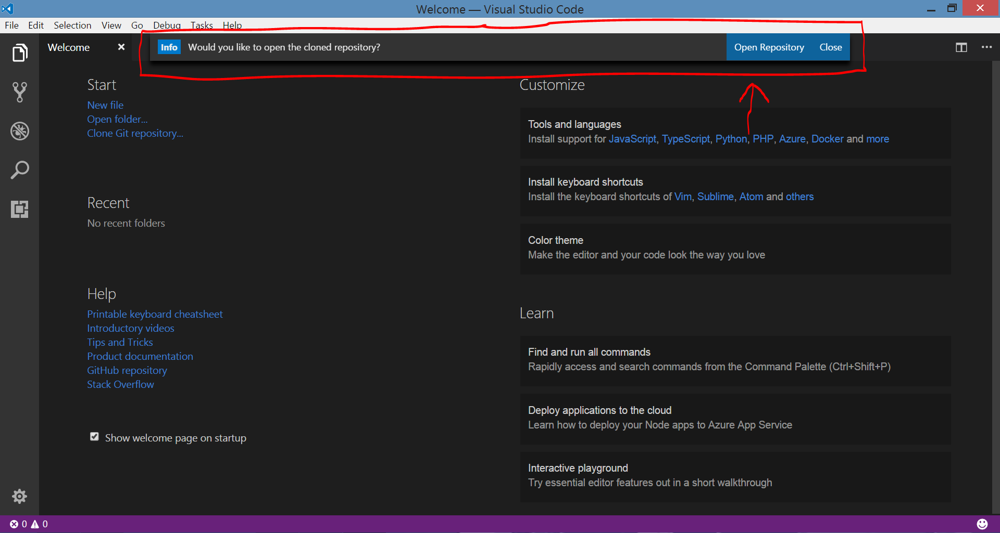 Welcome — Visual Studio Code
File Edit Selection View Go Debug Tasks Help
Welcome
Info Would you like to open the cloned repository? Open Repository Close
Start
New file
Open folder...
Clone Git repository...
Recent
No recent folders
Help
Printable keyboard cheatsheet
Introductory videos
Tips and Tricks
Product documentation
GitHub repository
Stack Overflow
Show welcome page on startup
Customize
Tools and languages
Install support for JavaScript, TypeScript, Python, PHP, Azure, Docker and more
Install keyboard shortcuts
Install the keyboard shortcuts of Vim, Sublime, Atom and others
Color theme
Make the editor and your code look the way you love
Learn
Find and run all commands
Rapidly access and search commands from the Command Palette (Ctrl+Shift+P)
Deploy applications to the cloud
Learn how to deploy your Node apps to Azure App Service
Interactive playground
Try essential editor features out in a short walkthrough
0 0